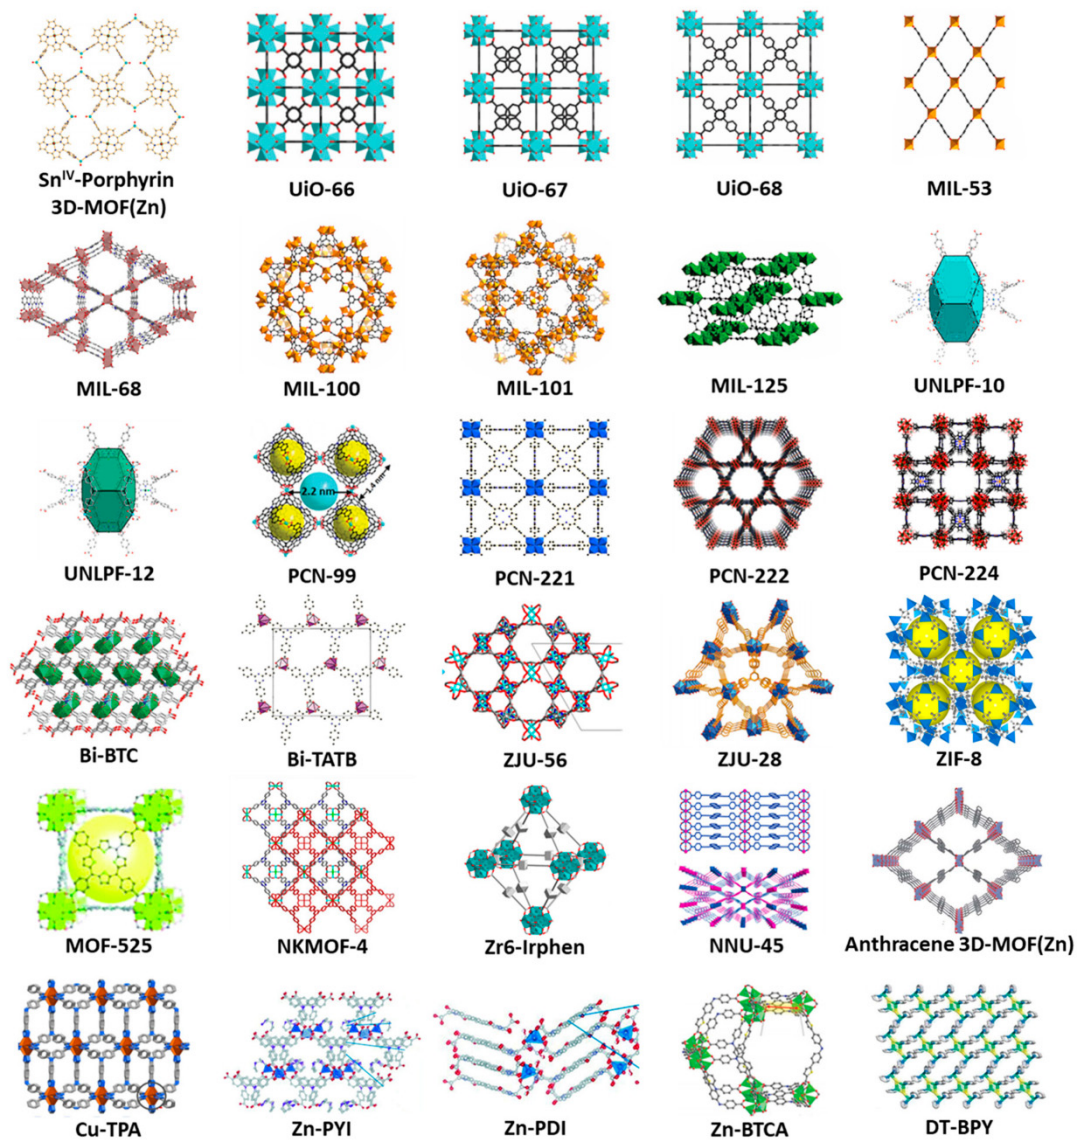 Sn^IV-Porphyrin
3D-MOF(Zn)
UiO-66
UiO-67
UiO-68
MIL-53
MIL-68
MIL-100
MIL-101
MIL-125
UNLPF-10
UNLPF-12
2.2 nm
1.4 nm
PCN-99
PCN-221
PCN-222
PCN-224
Bi-BTC
Bi-TATB
ZJU-56
ZJU-28
ZIF-8
MOF-525
NKMOF-4
Zr6-Irphen
NNU-45
Anthracene 3D-MOF(Zn)
Cu-TPA
Zn-PYI
Zn-PDI
Zn-BTCA
DT-BPY